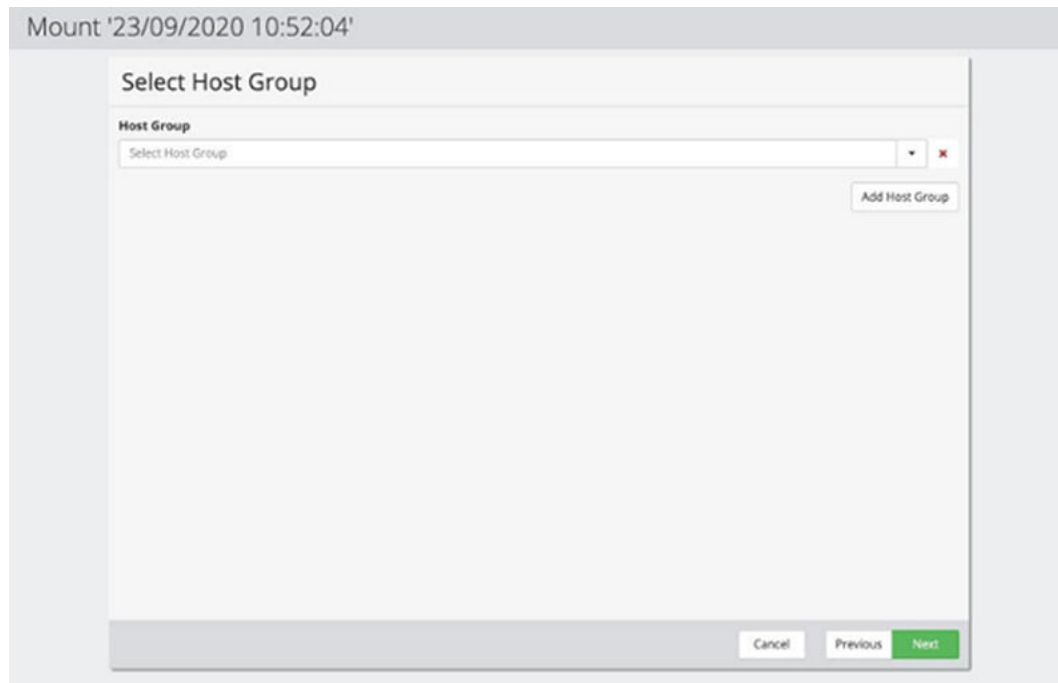 Mount '23/09/2020 10:52:04'
Select Host Group
Host Group
Select Host Group
Add Host Group
Cancel Previous Next